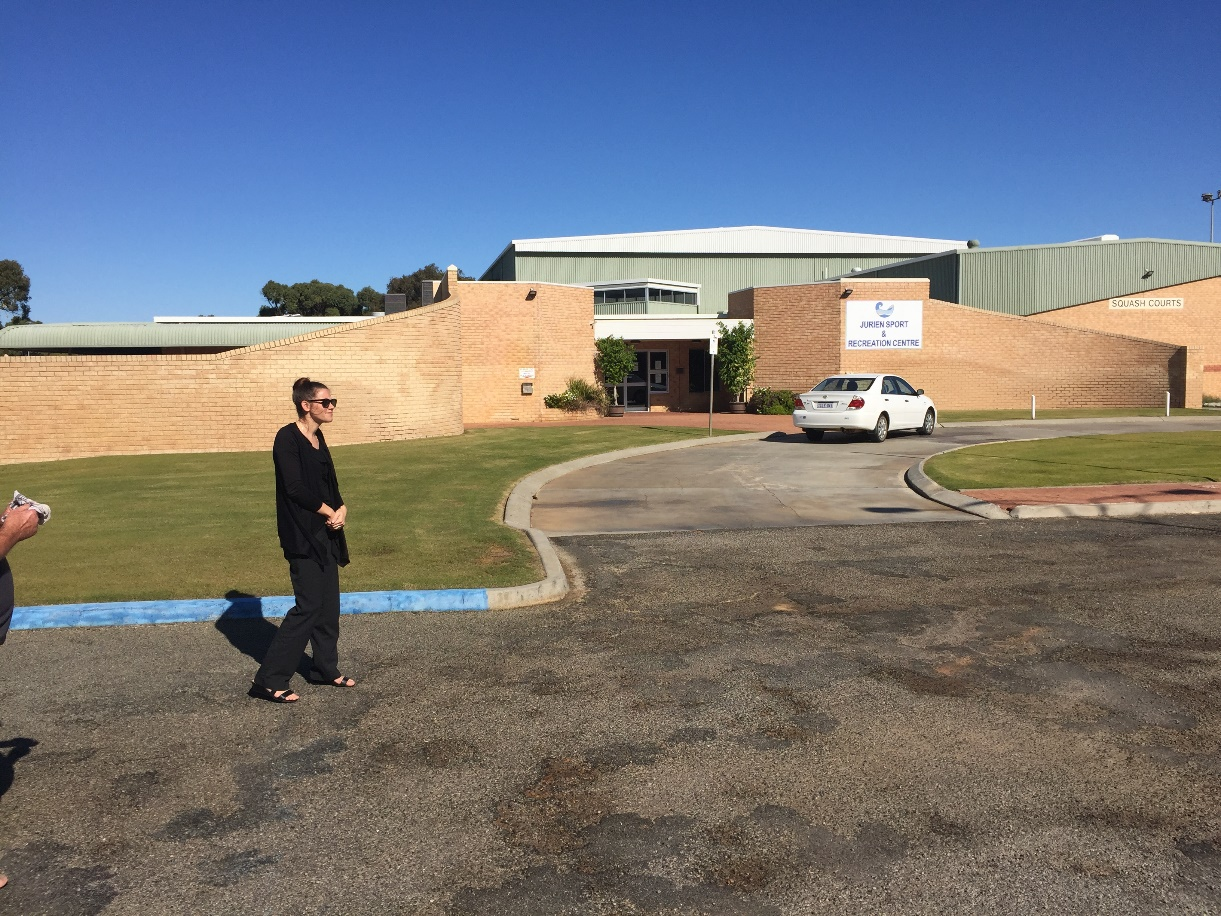 JURIEN SPORT
&
RECREATION CENTRE
SQUASH COURTS